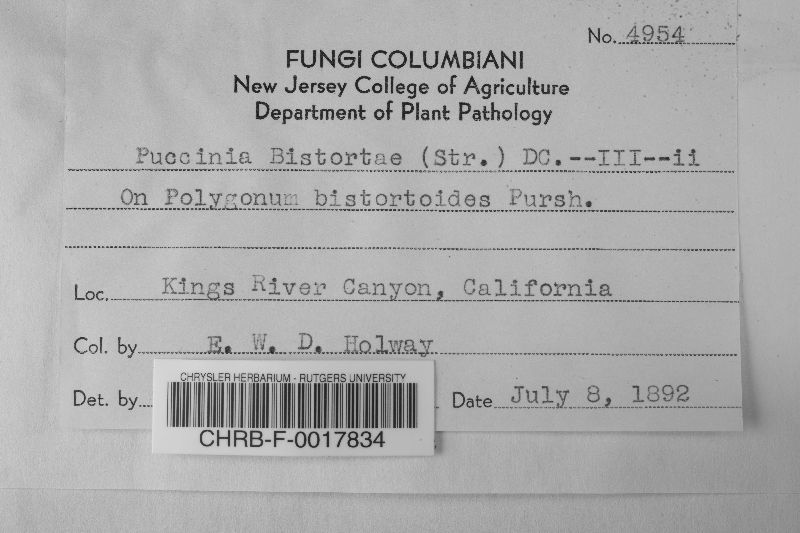 No. 4954
FUNGI COLUMBIANI
New Jersey College of Agriculture
Department of Plant Pathology
Puccinia Bistortae (Str.) DC.--III--ii
On Polygonum bistortoides Pursh.
Loc. Kings River Canyon, California
Col. by E. W. D. Holway
Det. by Date July 8, 1892
CHRYSLER HERBARIUM - RUTGERS UNIVERSITY
CHRB-F-0017834